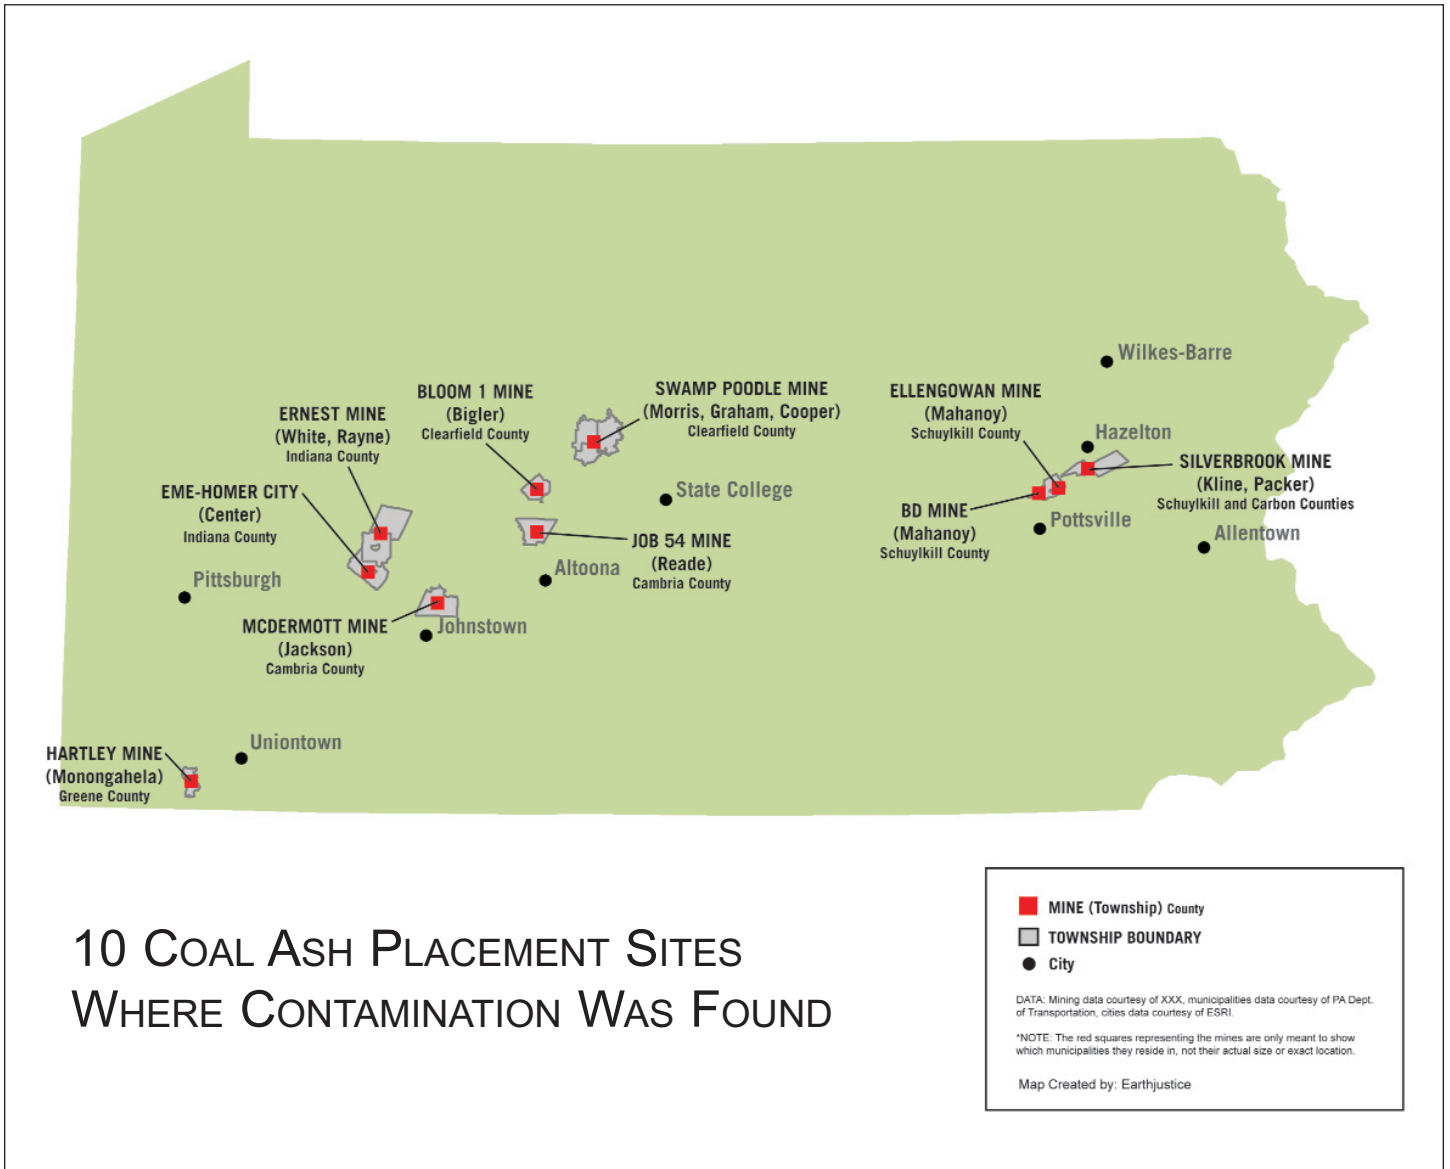 Wilkes-Barre
BLOOM 1 MINE
(Bigler)
Clearfield County
SWAMP POODLE MINE
(Morris, Graham, Cooper)
Clearfield County
ELLENGOWAN MINE
(Mahanoy)
Schuylkill County
ERNEST MINE
(White, Rayne)
Indiana County
Hazelton
SILVERBROOK MINE
(Kline, Packer)
Schuylkill and Carbon Counties
EME-HOMER CITY
(Center)
Indiana County
State College
BD MINE
(Mahanoy)
Schuylkill County
Pottsville
Allentown
JOB 54 MINE
(Reade)
Cambria County
Altoona
Pittsburgh
MCDERMOTT MINE
(Jackson)
Cambria County
Johnstown
Uniontown
HARTLEY MINE
(Monongahela)
Greene County
10 COAL ASH PLACEMENT SITES
WHERE CONTAMINATION WAS FOUND
MINE (Township) County
TOWNSHIP BOUNDARY
City
DATA: Mining data courtesy of XXX, municipalities data courtesy of PA Dept.
of Transportation, cities data courtesy of ESRI.
*NOTE: The red squares representing the mines are only meant to show
which municipalities they reside in, not their actual size or exact location.
Map Created by: Earthjustice